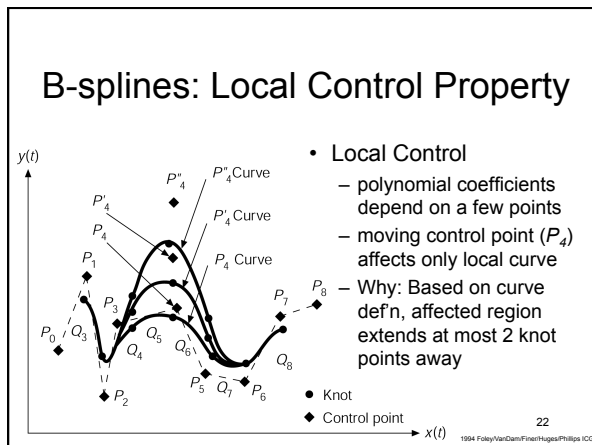 B-splines: Local Control Property
y(t)
P"4
P"4 Curve
P'4
P'4 Curve
P4
P4 Curve
P1
P3
P7
P8
P0
Q3
Q5
Q4
Q6
Q8
P2
P5
Q7
P6
Knot
Control point
x(t)
• Local Control
– polynomial coefficients
depend on a few points
– moving control point (P4)
affects only local curve
– Why: Based on curve
def'n, affected region
extends at most 2 knot
points away
22
1994 Foley/VanDam/Finer/Huges/Phillips ICG